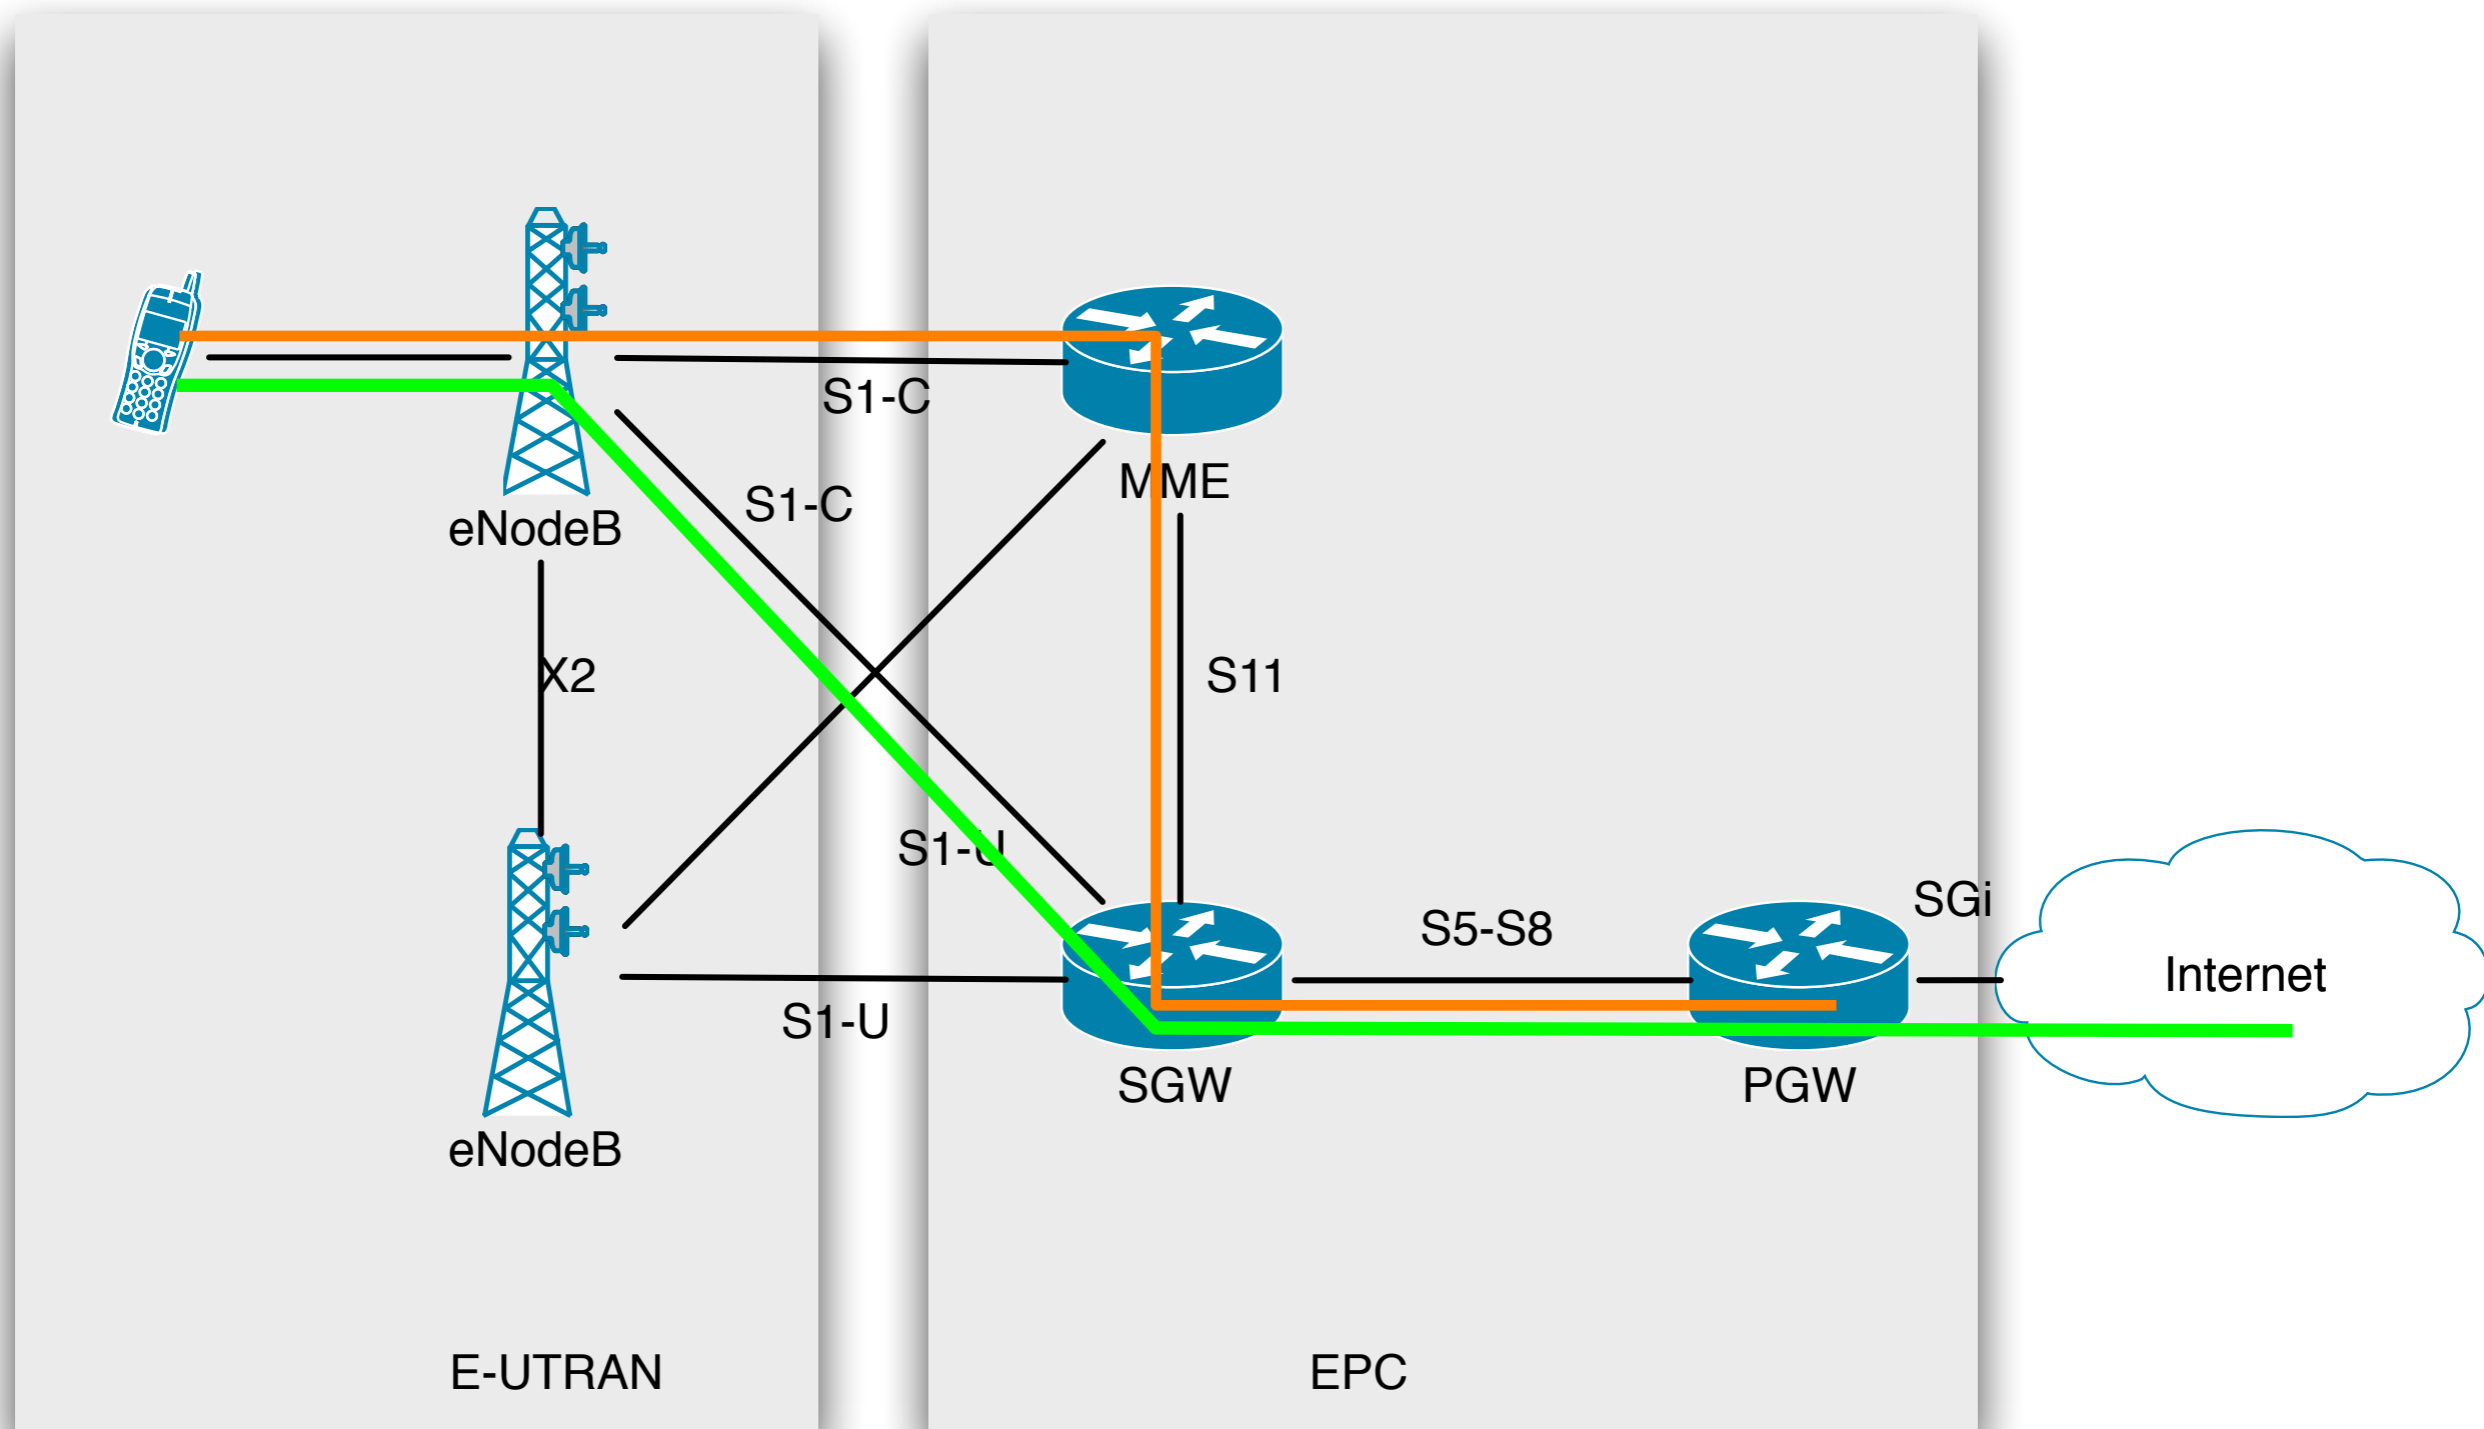 S1-C
MME
S1-C
eNodeB
X2
S11
S1-U
SGi
S5-S8
Internet
S1-U
SGW
PGW
eNodeB
E-UTRAN
EPC